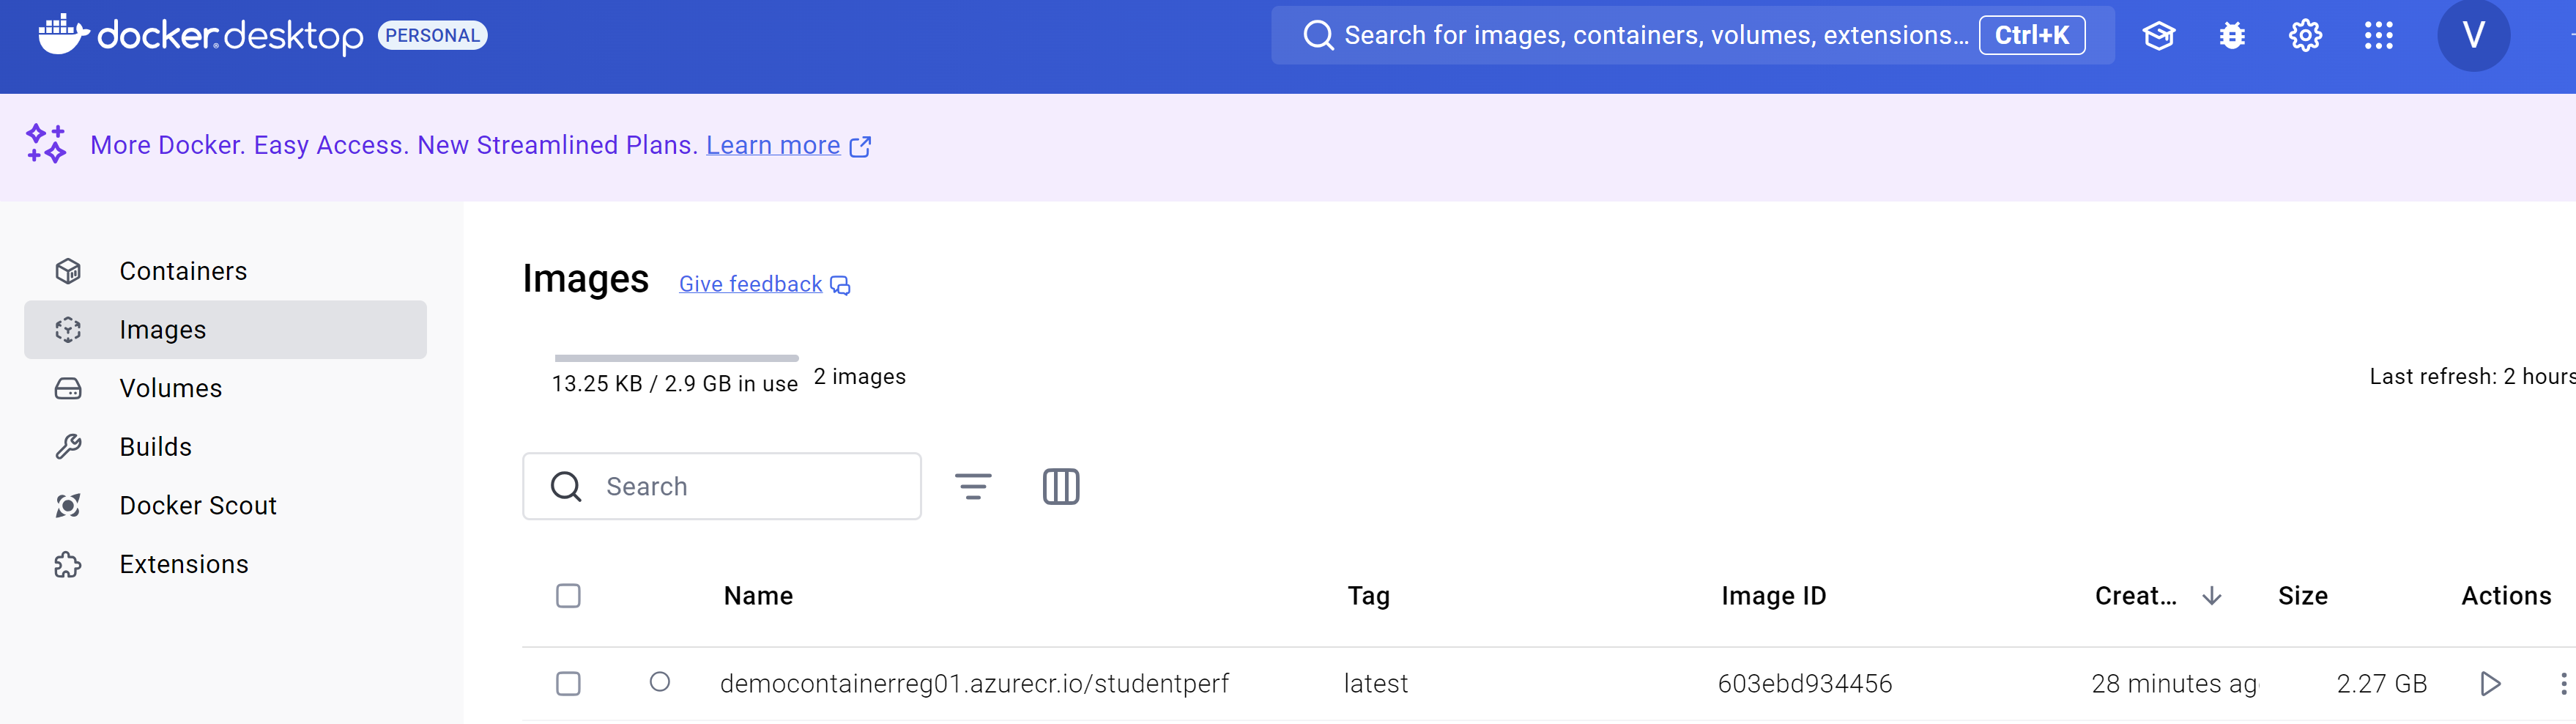 docker desktop PERSONAL
Search for images, containers, volumes, extensions... Ctrl+K
V
More Docker. Easy Access. New Streamlined Plans. Learn more
Containers
Images
Volumes
Builds
Docker Scout
Extensions
Images Give feedback
13.25 KB / 2.9 GB in use 2 images
Last refresh: 2 hours
Search
Name Tag Image ID Creat... Size Actions
democontainerreg01.azurecr.io/studentperf latest 603ebd934456 28 minutes ag 2.27 GB